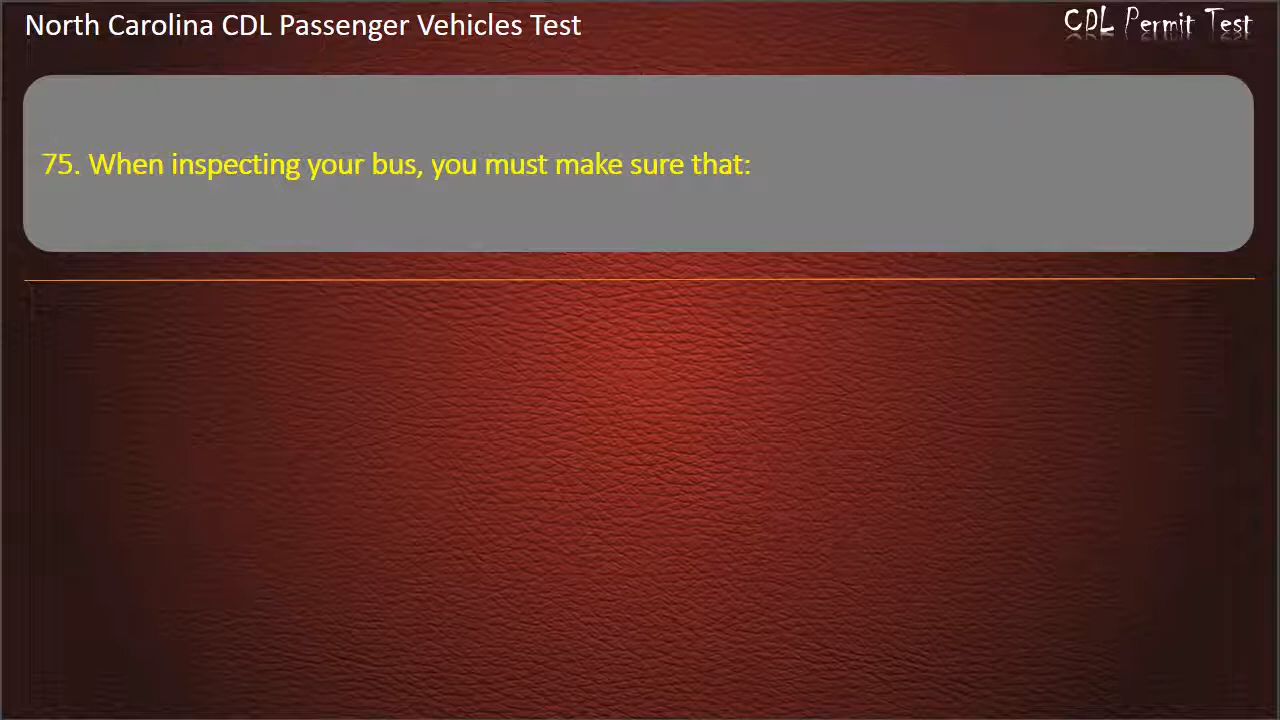 North Carolina CDL Passenger Vehicles Test
CDL Permit Test
75. When inspecting your bus, you must make sure that: